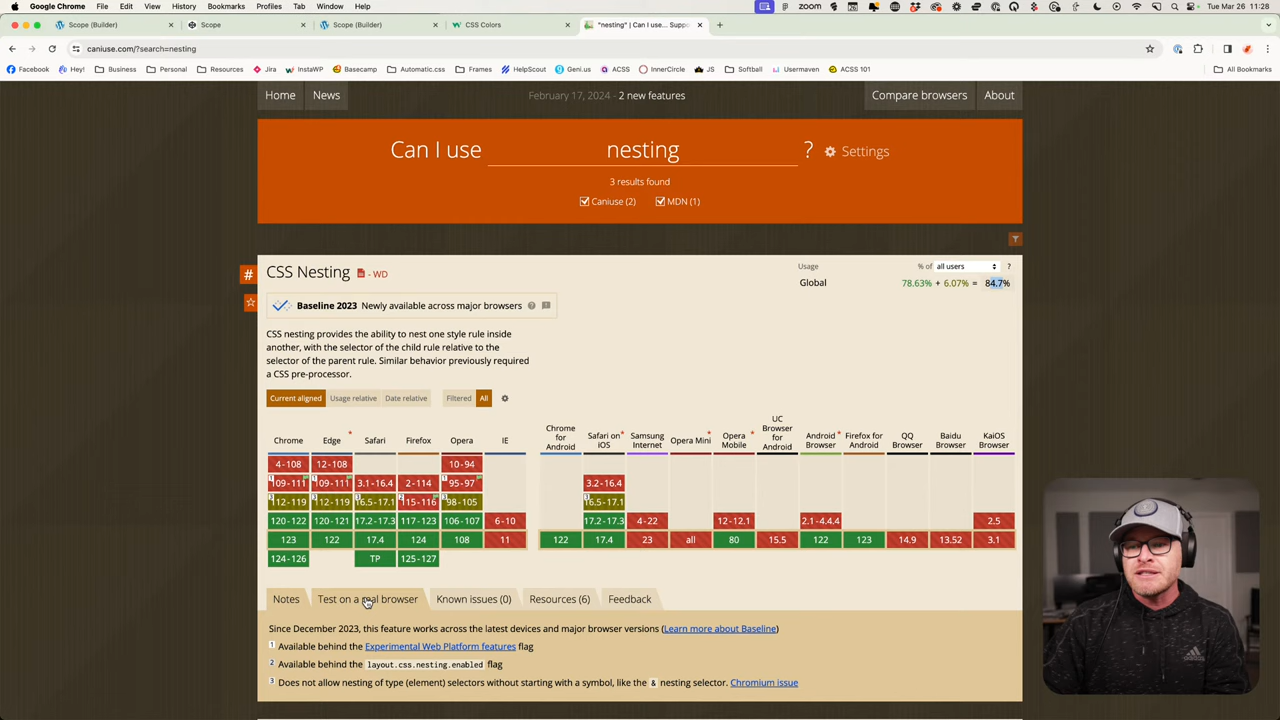 Google Chrome File Edit View History Bookmarks Profiles Tab Window Help zoom Tue Mar 26 11:28
Scope (Builder) × Scope × Scope (Builder) × CSS Colors × "nesting" | Can I use... Suppo × +
caniuse.com/?search=nesting
Facebook Hey! Business Personal Resources Jira InstaWP Basecamp Automatic.css Frames HelpScout Geni.us ACSS InnerCircle JS Softball Usermaven ACSS 101 All Bookmarks
Home News February 17, 2024 - 2 new features Compare browsers About
Can I use nesting ? Settings
3 results found
Caniuse (2) MDN (1)
# CSS Nesting - WD
Usage % of all users ?
Global 78.63% + 6.07% = 84.7%
Baseline 2023 Newly available across major browsers
CSS nesting provides the ability to nest one style rule inside
another, with the selector of the child rule relative to the
selector of the parent rule. Similar behavior previously required
a CSS pre-processor.
Current aligned Usage relative Date relative Filtered All
Chrome Edge * Safari Firefox Opera IE Chrome for Android Safari on iOS * Samsung Internet Opera Mini * Opera Mobile * UC Browser for Android Android Browser * Firefox for Android QQ Browser Baidu Browser KaiOS Browser
4-108 12-108 10-94
1 109-111 1 109-111 3.1-16.4 2-114 1 95-97 3.2-16.4
3 112-119 3 112-119 3 16.5-17.1 2 115-116 3 98-105 3 16.5-17.1
120-122 120-121 17.2-17.3 117-123 106-107 6-10 17.2-17.3 4-22 12-12.1 2.1-4.4.4 2.5
123 122 17.4 124 108 11 122 17.4 23 all 80 15.5 122 123 14.9 13.52 3.1
124-126 TP 125-127
Notes Test on a real browser Known issues (0) Resources (6) Feedback
Since December 2023, this feature works across the latest devices and major browser versions (Learn more about Baseline)
1 Available behind the Experimental Web Platform features flag
2 Available behind the layout.css.nesting.enabled flag
3 Does not allow nesting of type (element) selectors without starting with a symbol, like the & nesting selector. Chromium issue
adidas